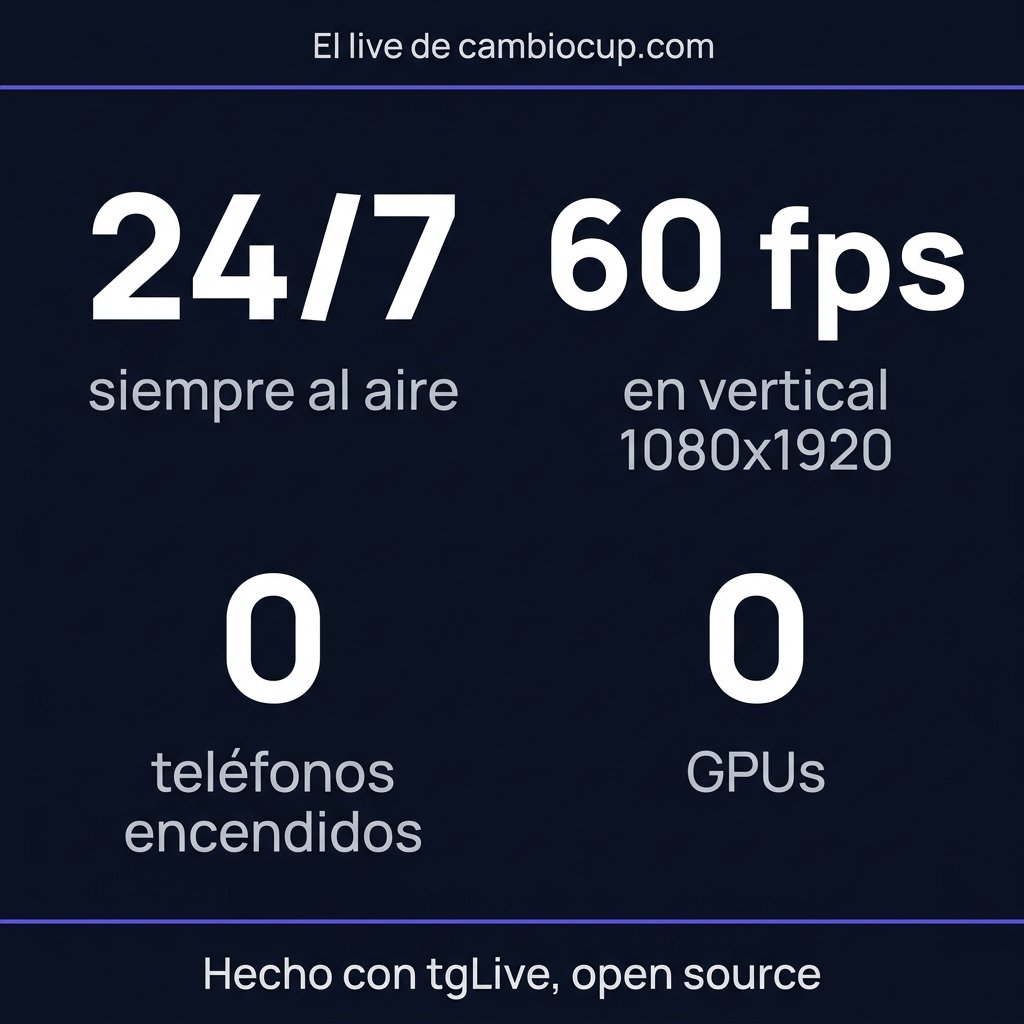 El live de cambiocup.com
24/7
siempre al aire
60 fps
en vertical
1080x1920
0
teléfonos
encendidos
0
GPUs
Hecho con tgLive, open source